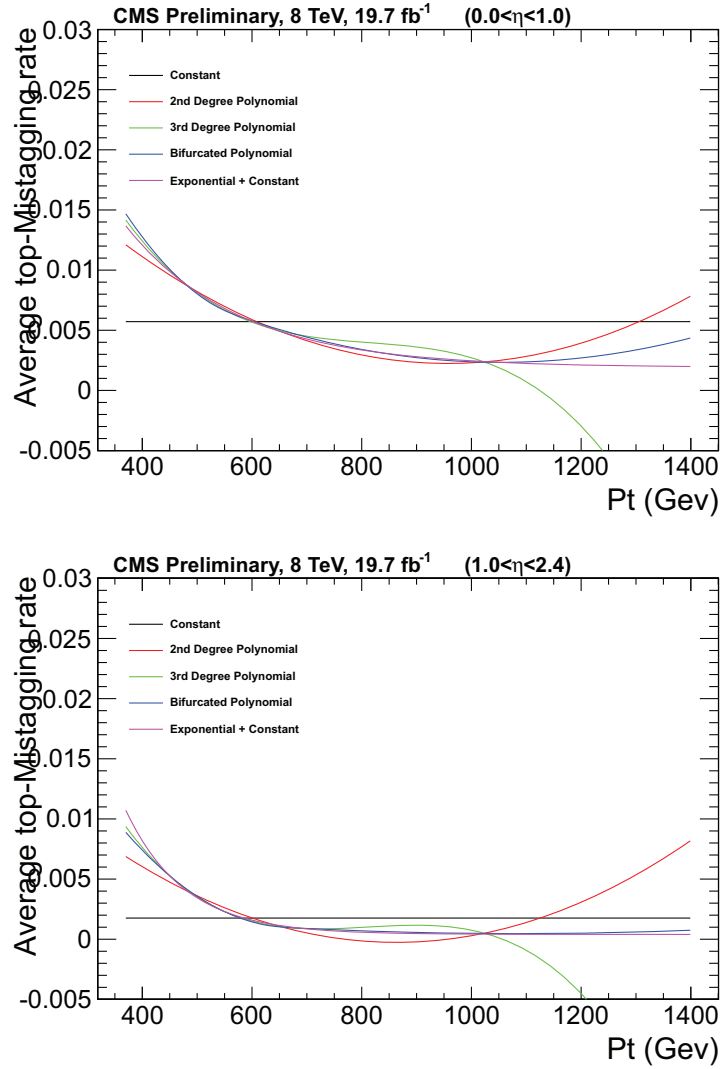 CMS Preliminary, 8 TeV, 19.7 fb-1 (0.0<η<1.0)
Average top-Mistagging rate
0.03
0.025
0.02
0.015
0.01
0.005
0
-0.005
Constant
2nd Degree Polynomial
3rd Degree Polynomial
Bifurcated Polynomial
Exponential + Constant
400 600 800 1000 1200 1400
Pt (Gev)
CMS Preliminary, 8 TeV, 19.7 fb-1 (1.0<η<2.4)
Average top-Mistagging rate
0.03
0.025
0.02
0.015
0.01
0.005
0
-0.005
Constant
2nd Degree Polynomial
3rd Degree Polynomial
Bifurcated Polynomial
Exponential + Constant
400 600 800 1000 1200 1400
Pt (Gev)